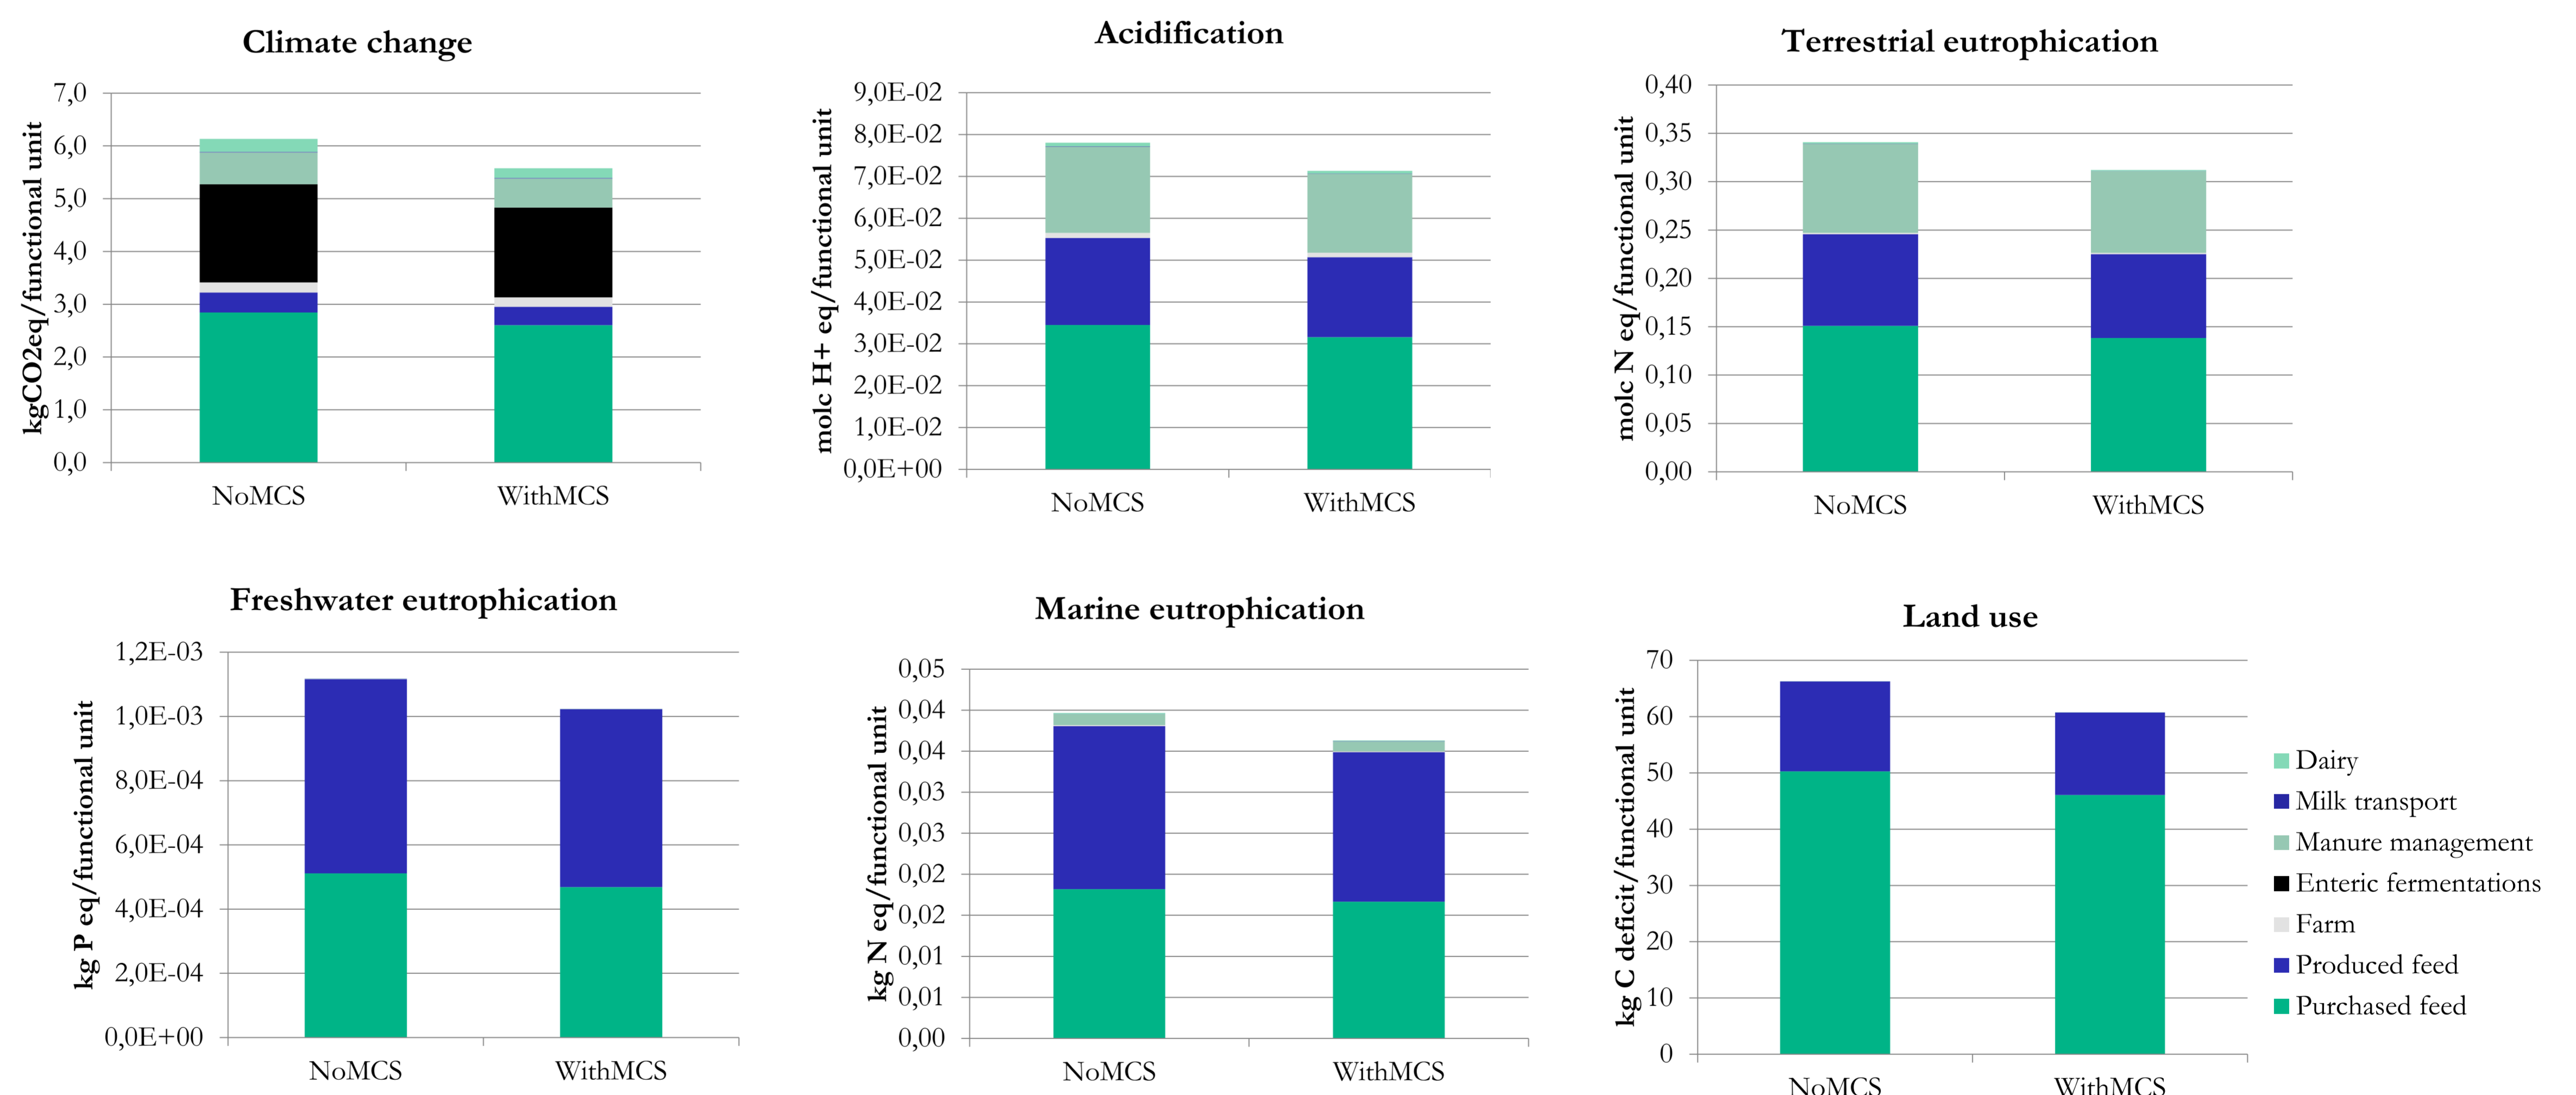 Climate change
kgCO2eq/functional unit
7,0
6,0
5,0
4,0
3,0
2,0
1,0
0,0
NoMCS
WithMCS
Acidification
molc H+ eq/functional unit
9,0E-02
8,0E-02
7,0E-02
6,0E-02
5,0E-02
4,0E-02
3,0E-02
2,0E-02
1,0E-02
0,0E+00
NoMCS
WithMCS
Terrestrial eutrophication
molc N eq/functional unit
0,40
0,35
0,30
0,25
0,20
0,15
0,10
0,05
0,00
NoMCS
WithMCS
Freshwater eutrophication
kg P eq/functional unit
1,2E-03
1,0E-03
8,0E-04
6,0E-04
4,0E-04
2,0E-04
0,0E+00
NoMCS
WithMCS
Marine eutrophication
kg N eq/functional unit
0,05
0,04
0,04
0,03
0,03
0,02
0,02
0,01
0,01
0,00
NoMCS
WithMCS
Land use
kg C deficit/functional unit
70
60
50
40
30
20
10
0
NoMCS
WithMCS
Dairy
Milk transport
Manure management
Enteric fermentations
Farm
Produced feed
Purchased feed